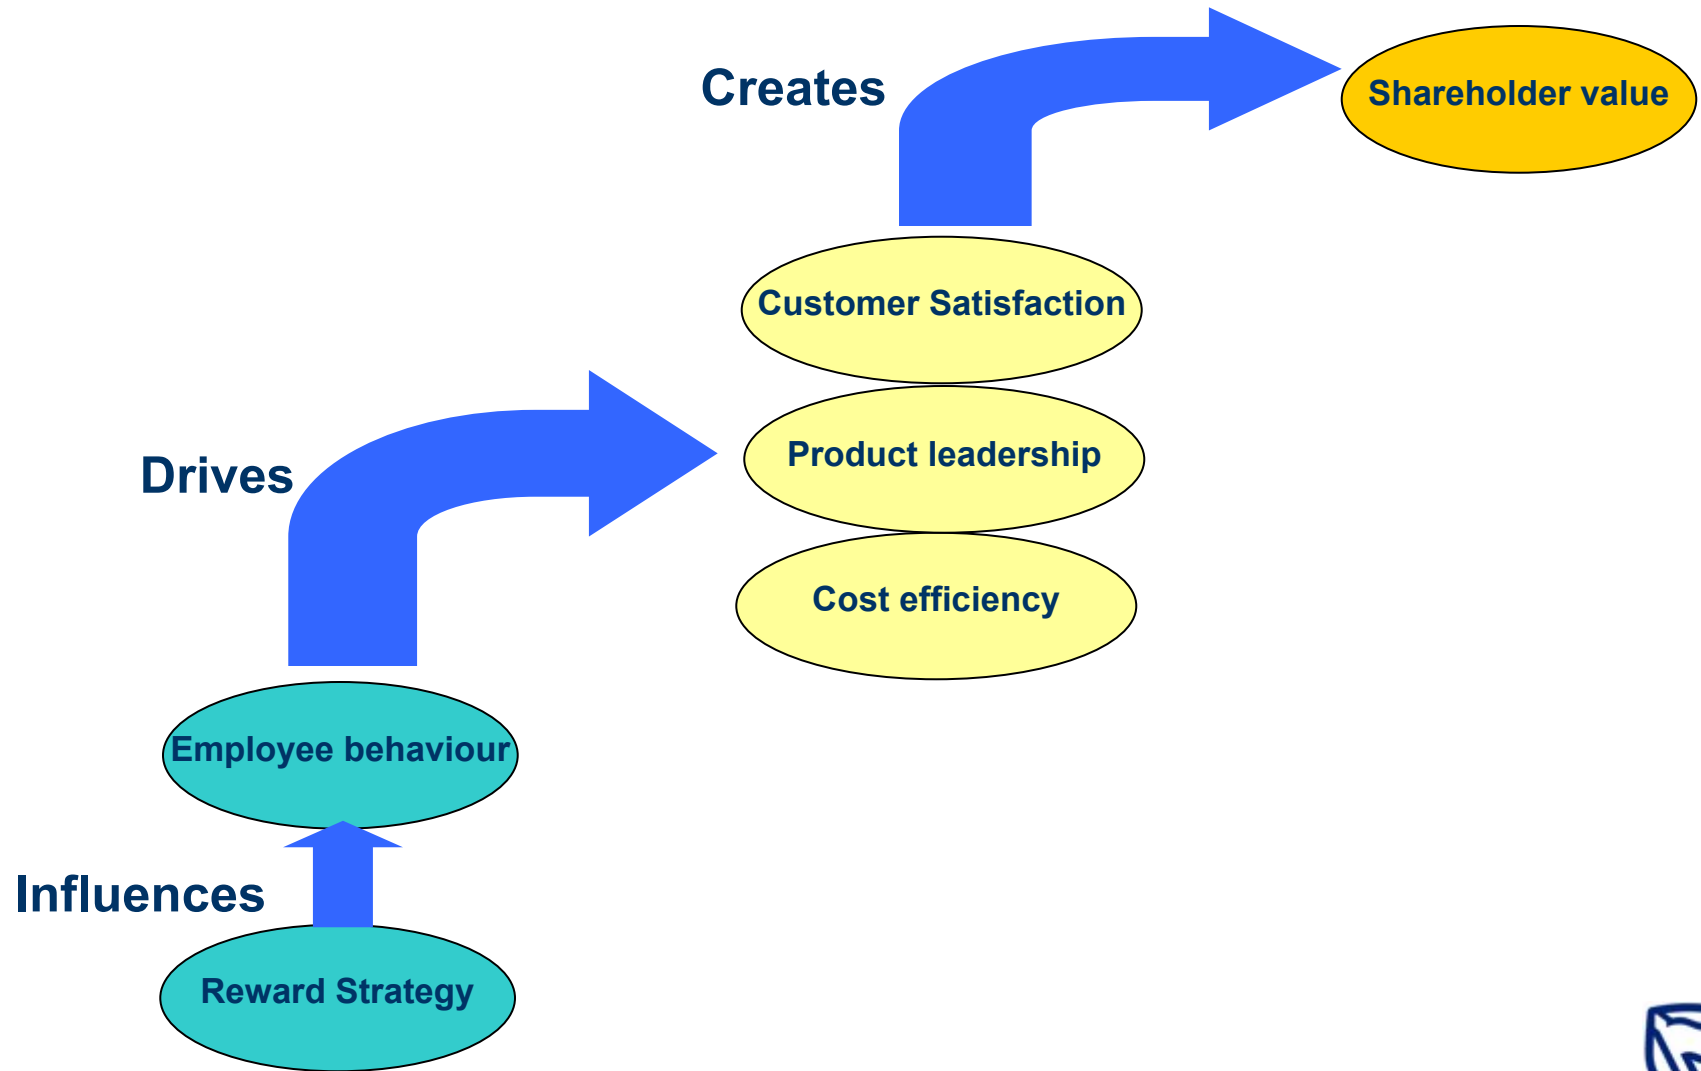 Creates
Shareholder value
Customer Satisfaction
Drives
Product leadership
Cost efficiency
Employee behaviour
Influences
Reward Strategy